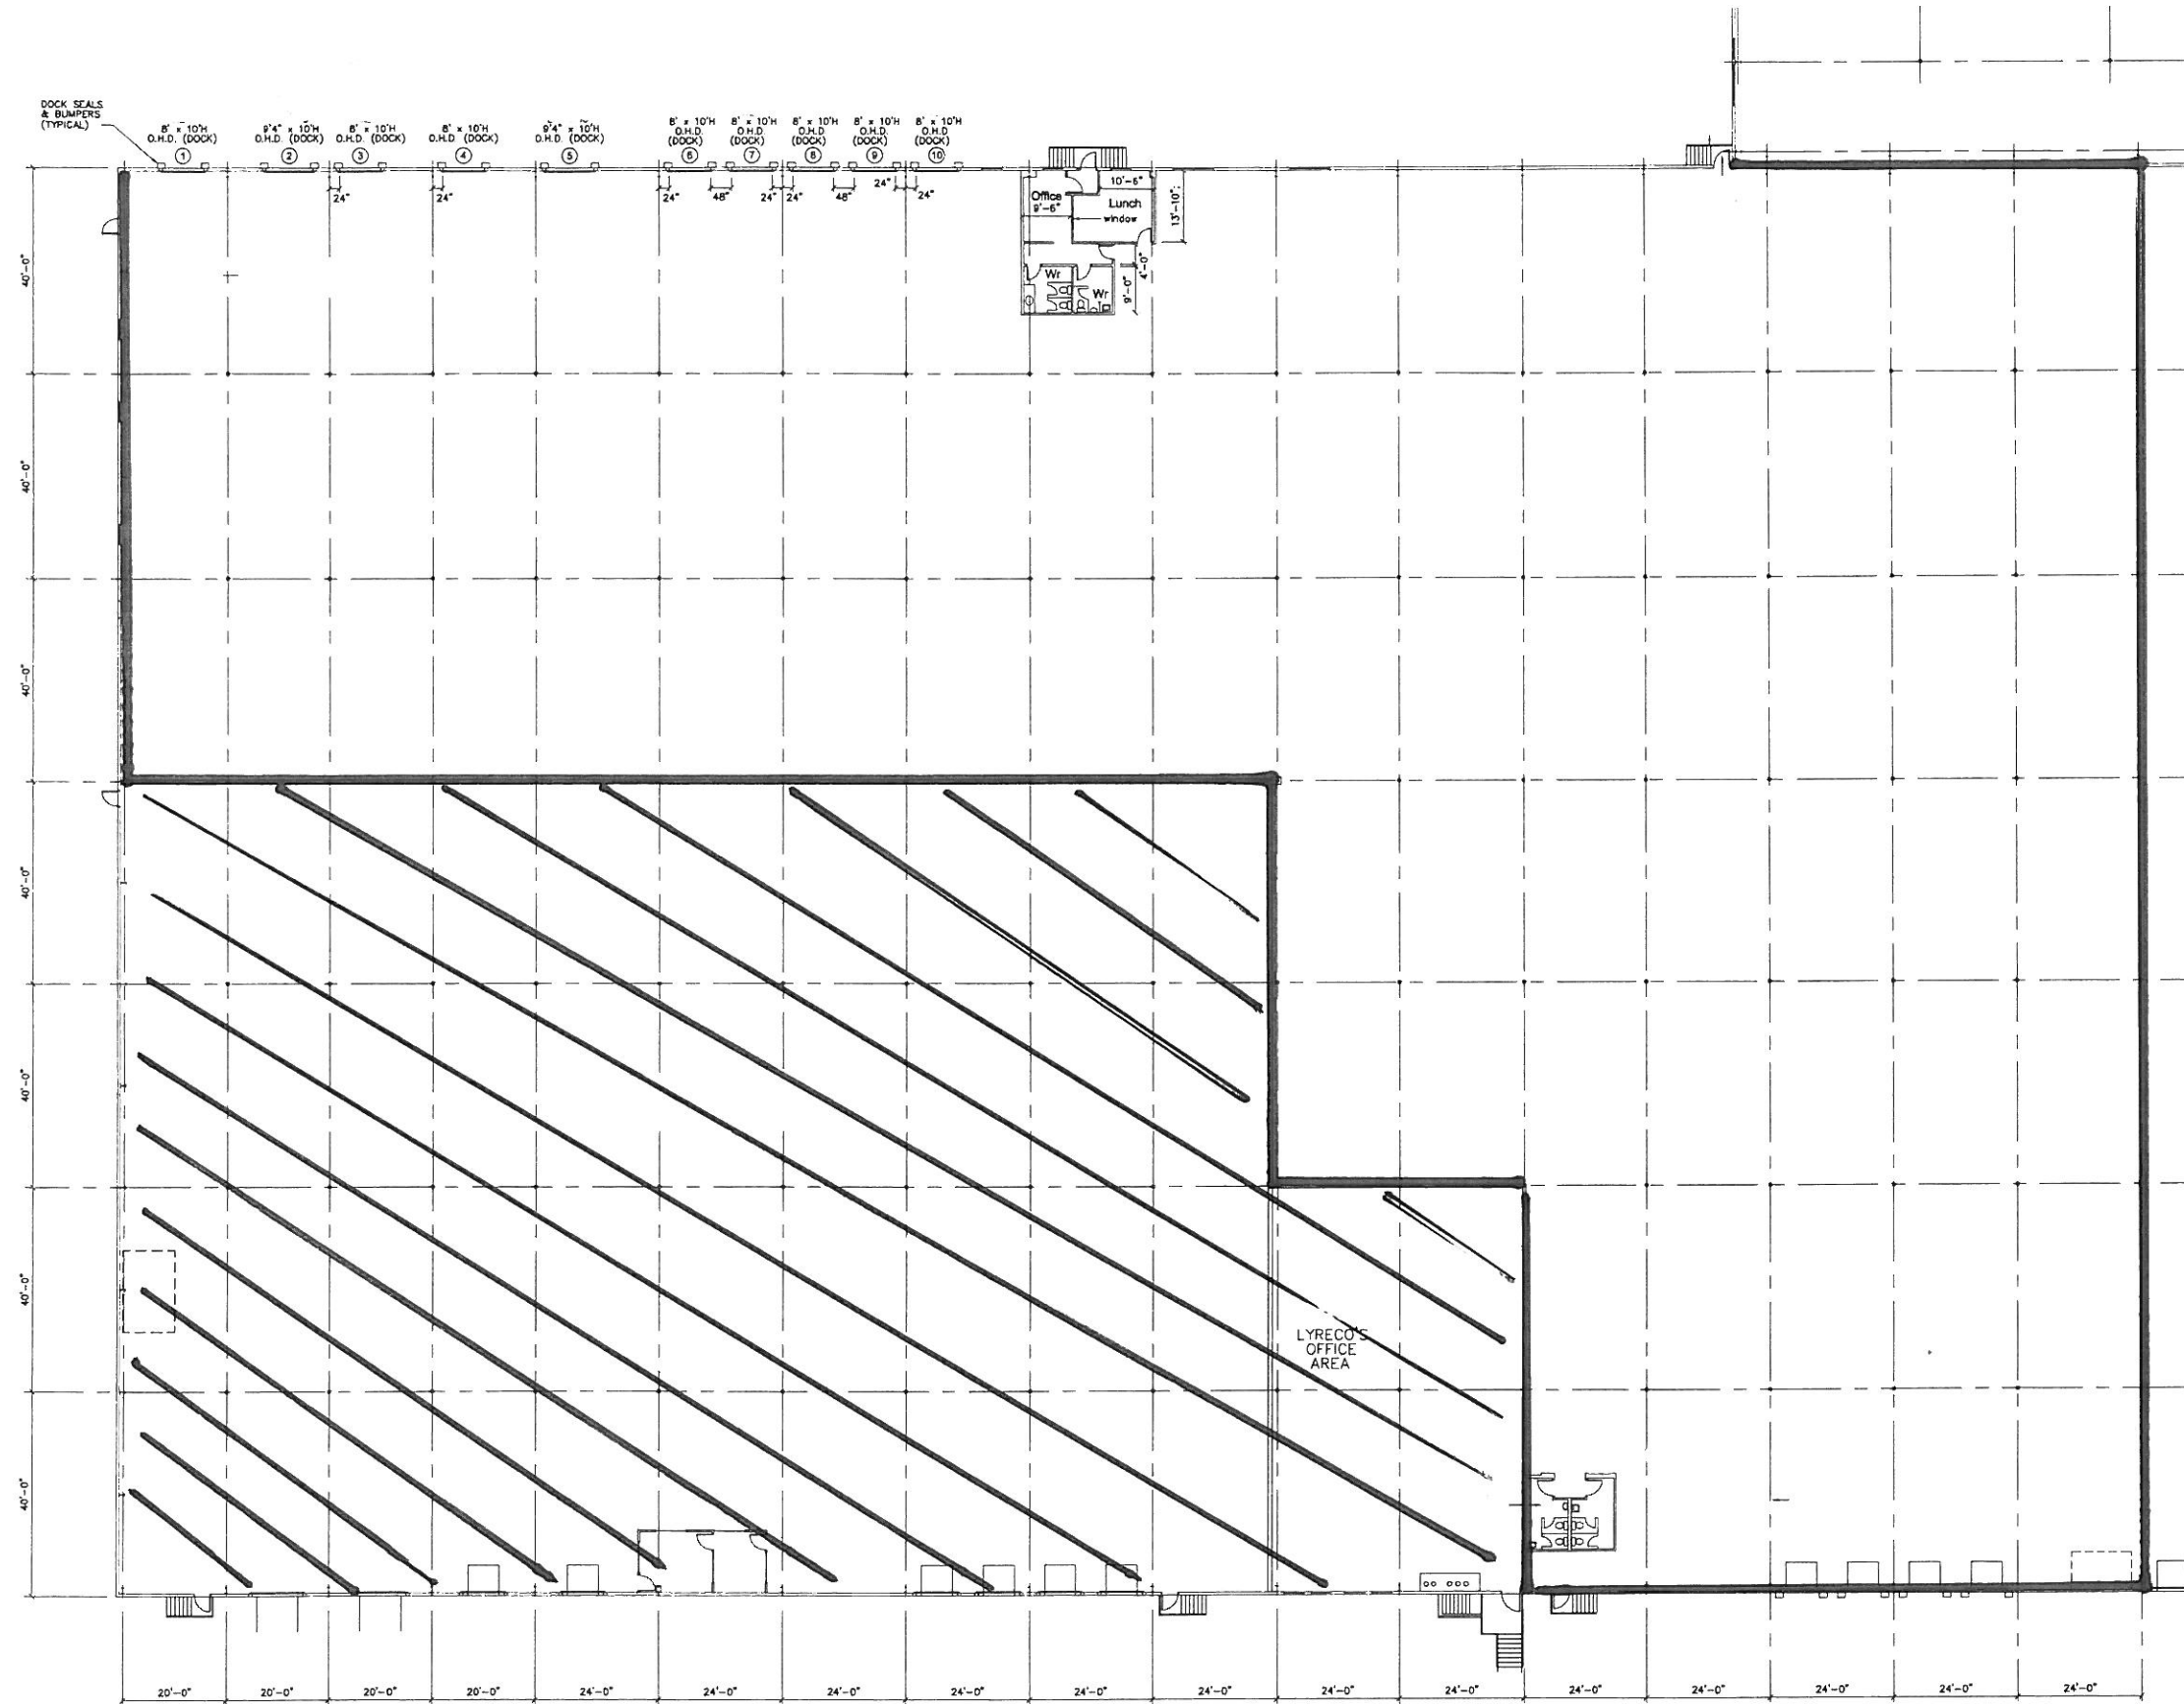 DOCK SEALS
& BUMPERS
(TYPICAL)
8' x 10'H
O.H.D. (DOCK)
1
9'4" x 10'H
O.H.D. (DOCK)
2
8' x 10'H
O.H.D. (DOCK)
3
8' x 10'H
O.H.D. (DOCK)
4
9'4" x 10'H
O.H.D. (DOCK)
5
8' x 10'H
O.H.D
(DOCK)
6
8' x 10'H
O.H.D
(DOCK)
7
8' x 10'H
O.H.D
(DOCK)
8
8' x 10'H
O.H.D.
(DOCK)
9
8' x 10'H
O.H.D
(DOCK)
10
24"
24"
24"
48"
24"
24"
48"
24"
24"
Office
9'-6"
10'-6"
Lunch
window
13'-10"
4'-0"
9'-0"
Wr
Wr
40'-0"
40'-0"
40'-0"
40'-0"
40'-0"
40'-0"
40'-0"
LYRECO'S
OFFICE
AREA
20'-0"
20'-0"
20'-0"
20'-0"
24'-0"
24'-0"
24'-0"
24'-0"
24'-0"
24'-0"
24'-0"
24'-0"
24'-0"
24'-0"
24'-0"
24'-0"
24'-0"